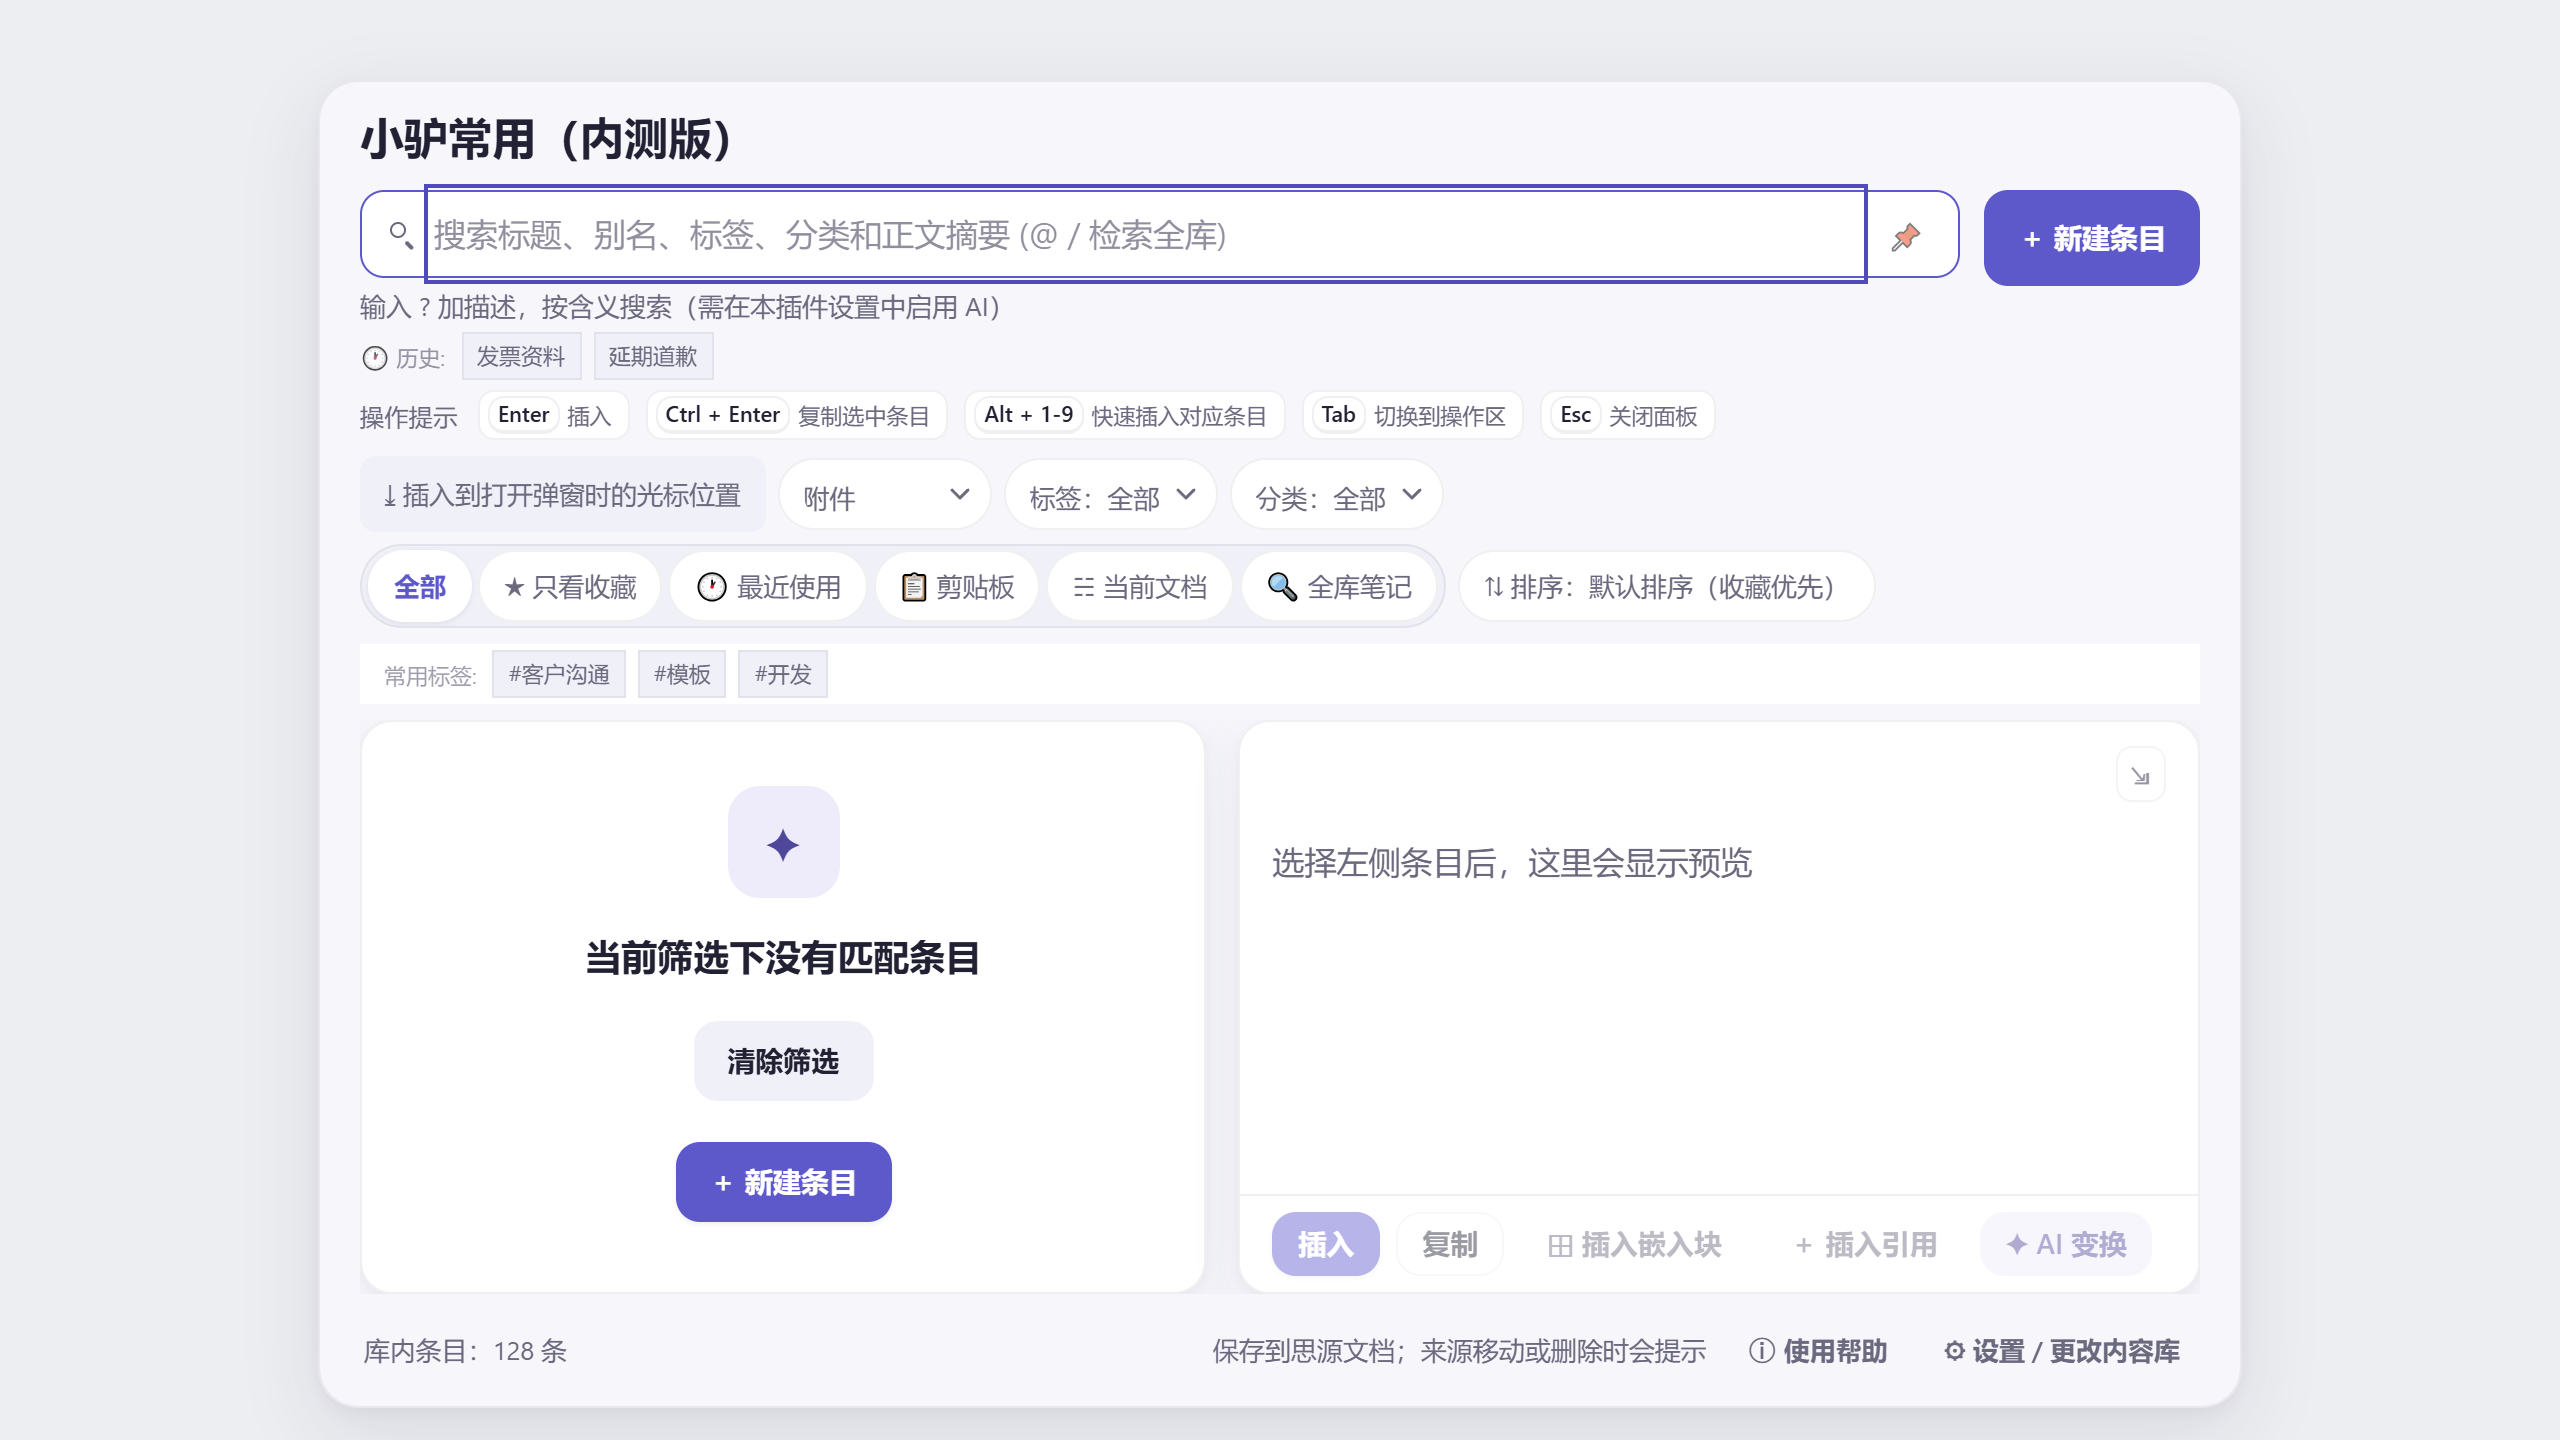 小驴常用（内测版）
搜索标题、别名、标签、分类和正文摘要 (@ / 检索全库)
+ 新建条目
输入 ? 加描述，按含义搜索（需在本插件设置中启用 AI）
历史: 发票资料 延期道歉
操作提示 Enter 插入 Ctrl + Enter 复制选中条目 Alt + 1-9 快速插入对应条目 Tab 切换到操作区 Esc 关闭面板
↓插入到打开弹窗时的光标位置 附件 标签：全部 分类：全部
全部 ★ 只看收藏 最近使用 剪贴板 ☵ 当前文档 全库笔记 ⇅ 排序：默认排序（收藏优先）
常用标签: #客户沟通 #模板 #开发
当前筛选下没有匹配条目
清除筛选
+ 新建条目
选择左侧条目后，这里会显示预览
插入 复制 田 插入嵌入块 + 插入引用 ✦ AI 变换
库内条目：128 条
保存到思源文档；来源移动或删除时会提示 ⓘ 使用帮助 ⚙ 设置 / 更改内容库